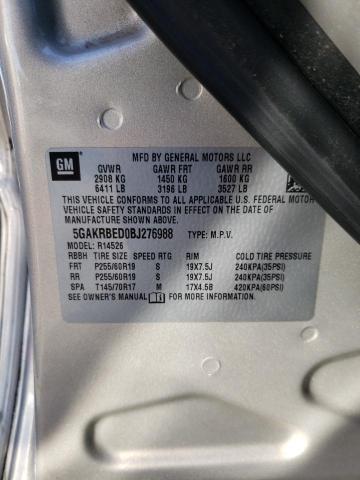 GM
MFD BY GENERAL MOTORS LLC
GVWR GAWR FRT GAWR RR
2908 KG 1450 KG 1600 KG
6411 LB 3196 LB 3527 LB
THIS VEHICLE CONFORMS TO ALL APPLICABLE U.S. FEDERAL MOTOR
VEHICLE SAFETY STANDARDS IN EFFECT ON THE DATE OF
MANUFACTURE SHOWN ABOVE.
5GAKRBED0BJ276988 TYPE: M.P.V.
MODEL: R14526
RBBH TIRE SIZE SPEED RTG RIM COLD TIRE PRESSURE
FRT P255/60R19 S 19X7.5J 240KPA(35PSI)
RR P255/60R19 S 19X7.5J 240KPA(35PSI)
SPA T145/70R17 M 17X4.5B 420KPA(60PSI)
SEE OWNER'S MANUAL FOR MORE INFORMATION.